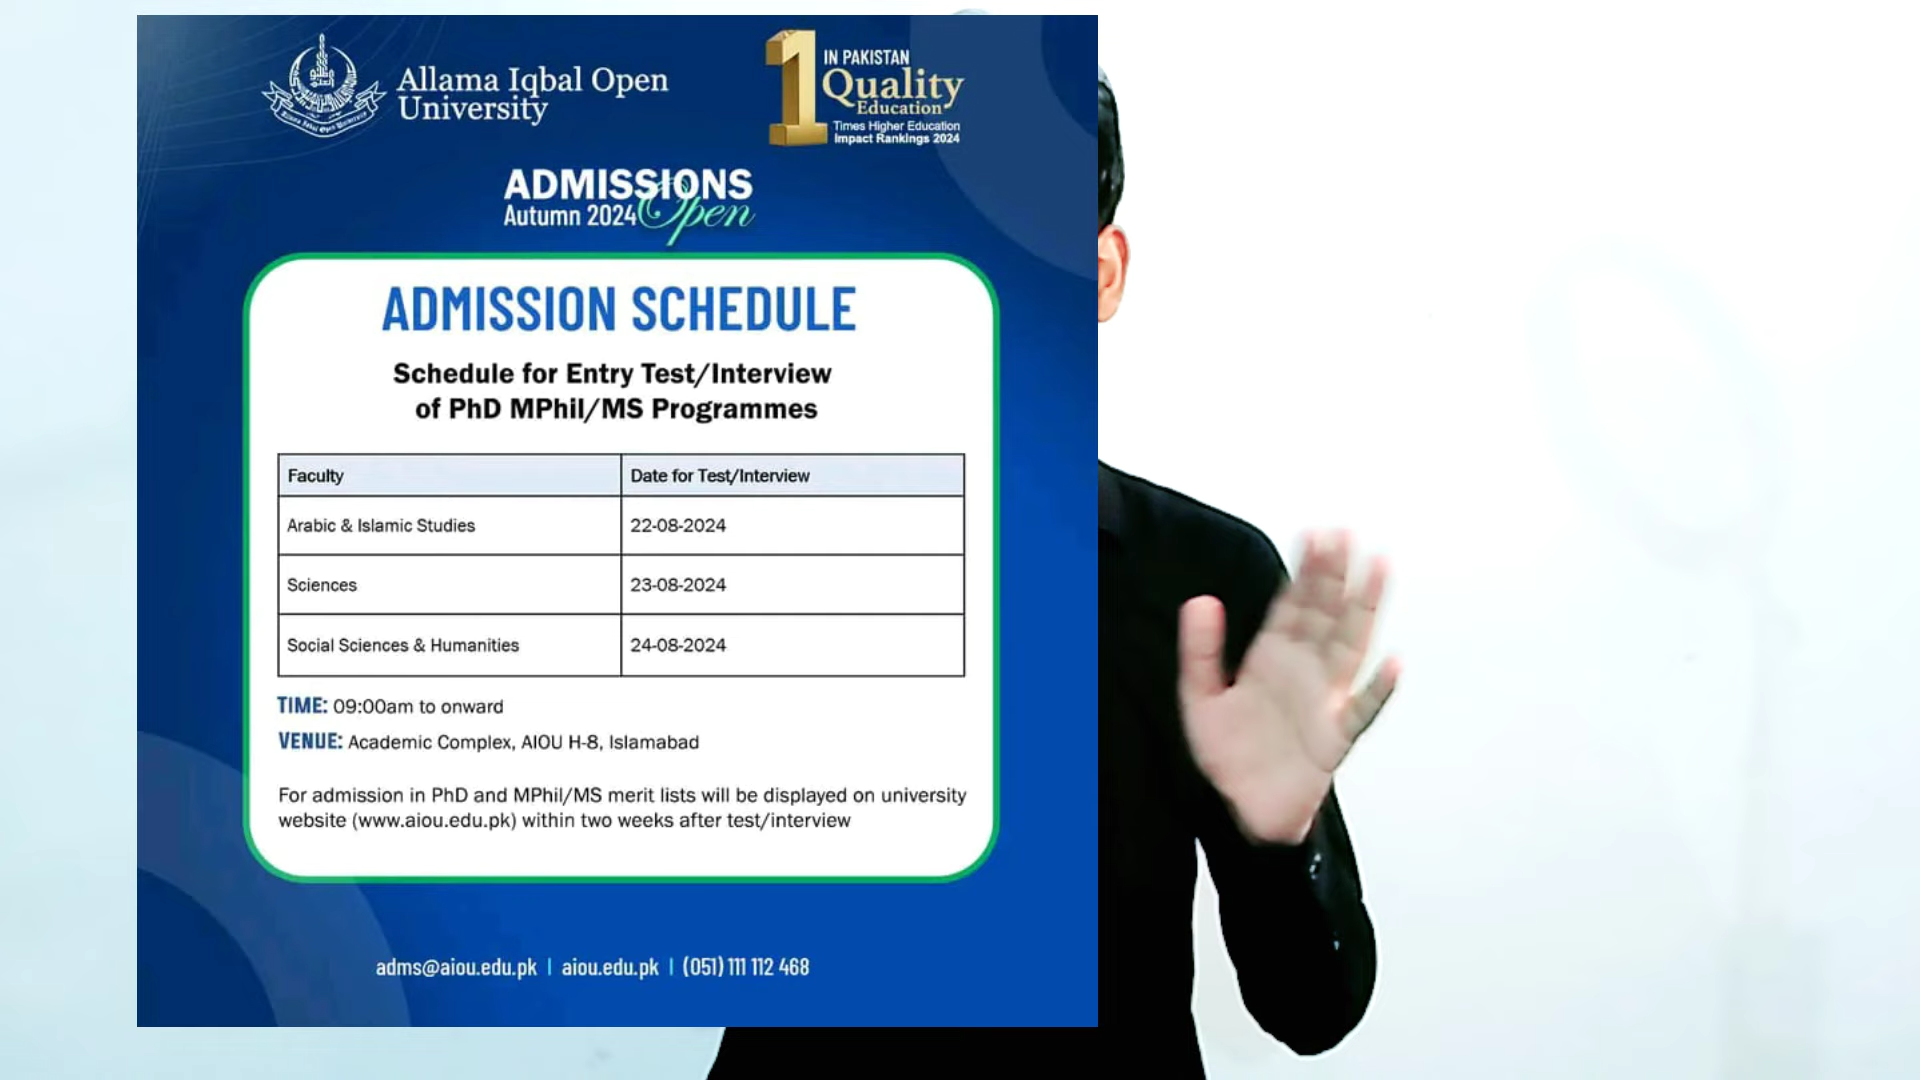 Allama Iqbal Open
University
1
IN PAKISTAN
Quality
Education
Times Higher Education
Impact Rankings 2024
ADMISSIONS
Autumn 2024 Open
ADMISSION SCHEDULE
Schedule for Entry Test/Interview
of PhD MPhil/MS Programmes
Faculty Date for Test/Interview
Arabic & Islamic Studies 22-08-2024
Sciences 23-08-2024
Social Sciences & Humanities 24-08-2024
TIME: 09:00am to onward
VENUE: Academic Complex, AIOU H-8, Islamabad
For admission in PhD and MPhil/MS merit lists will be displayed on university
website (www.aiou.edu.pk) within two weeks after test/interview
adms@aiou.edu.pk | aiou.edu.pk | (051) 111 112 468